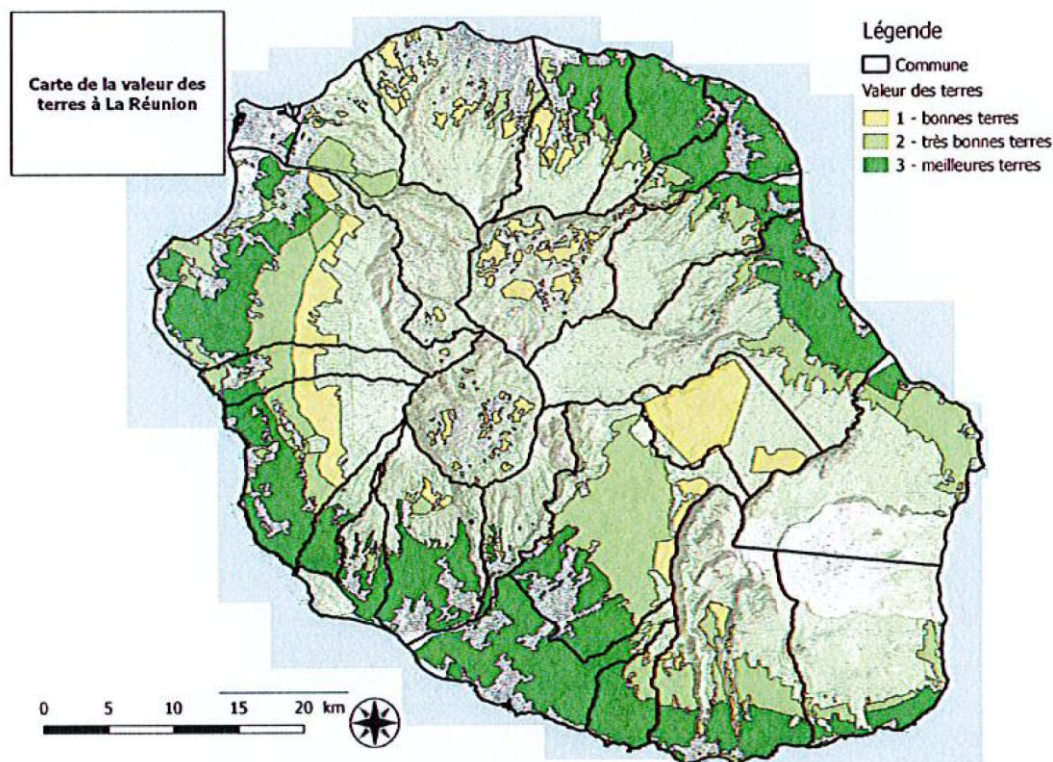 Carte de la valeur des
terres à La Réunion
Légende
Commune
Valeur des terres
1 - bonnes terres
2 - très bonnes terres
3 - meilleures terres
0 5 10 15 20 km